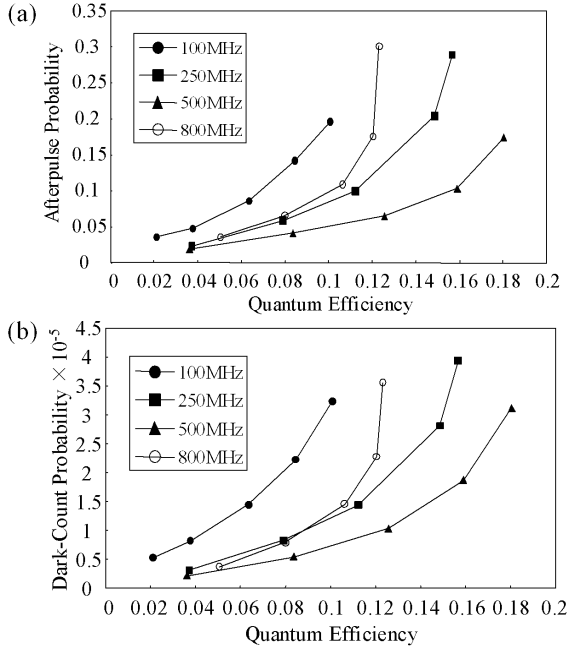 (a)
Afterpulse Probability
0.35
0.3
0.25
0.2
0.15
0.1
0.05
0
100MHz
250MHz
500MHz
800MHz
0 0.02 0.04 0.06 0.08 0.1 0.12 0.14 0.16 0.18 0.2
Quantum Efficiency
(b)
Dark-Count Probability × 10⁻⁵
4.5
4
3.5
3
2.5
2
1.5
1
0.5
0
100MHz
250MHz
500MHz
800MHz
0 0.02 0.04 0.06 0.08 0.1 0.12 0.14 0.16 0.18 0.2
Quantum Efficiency